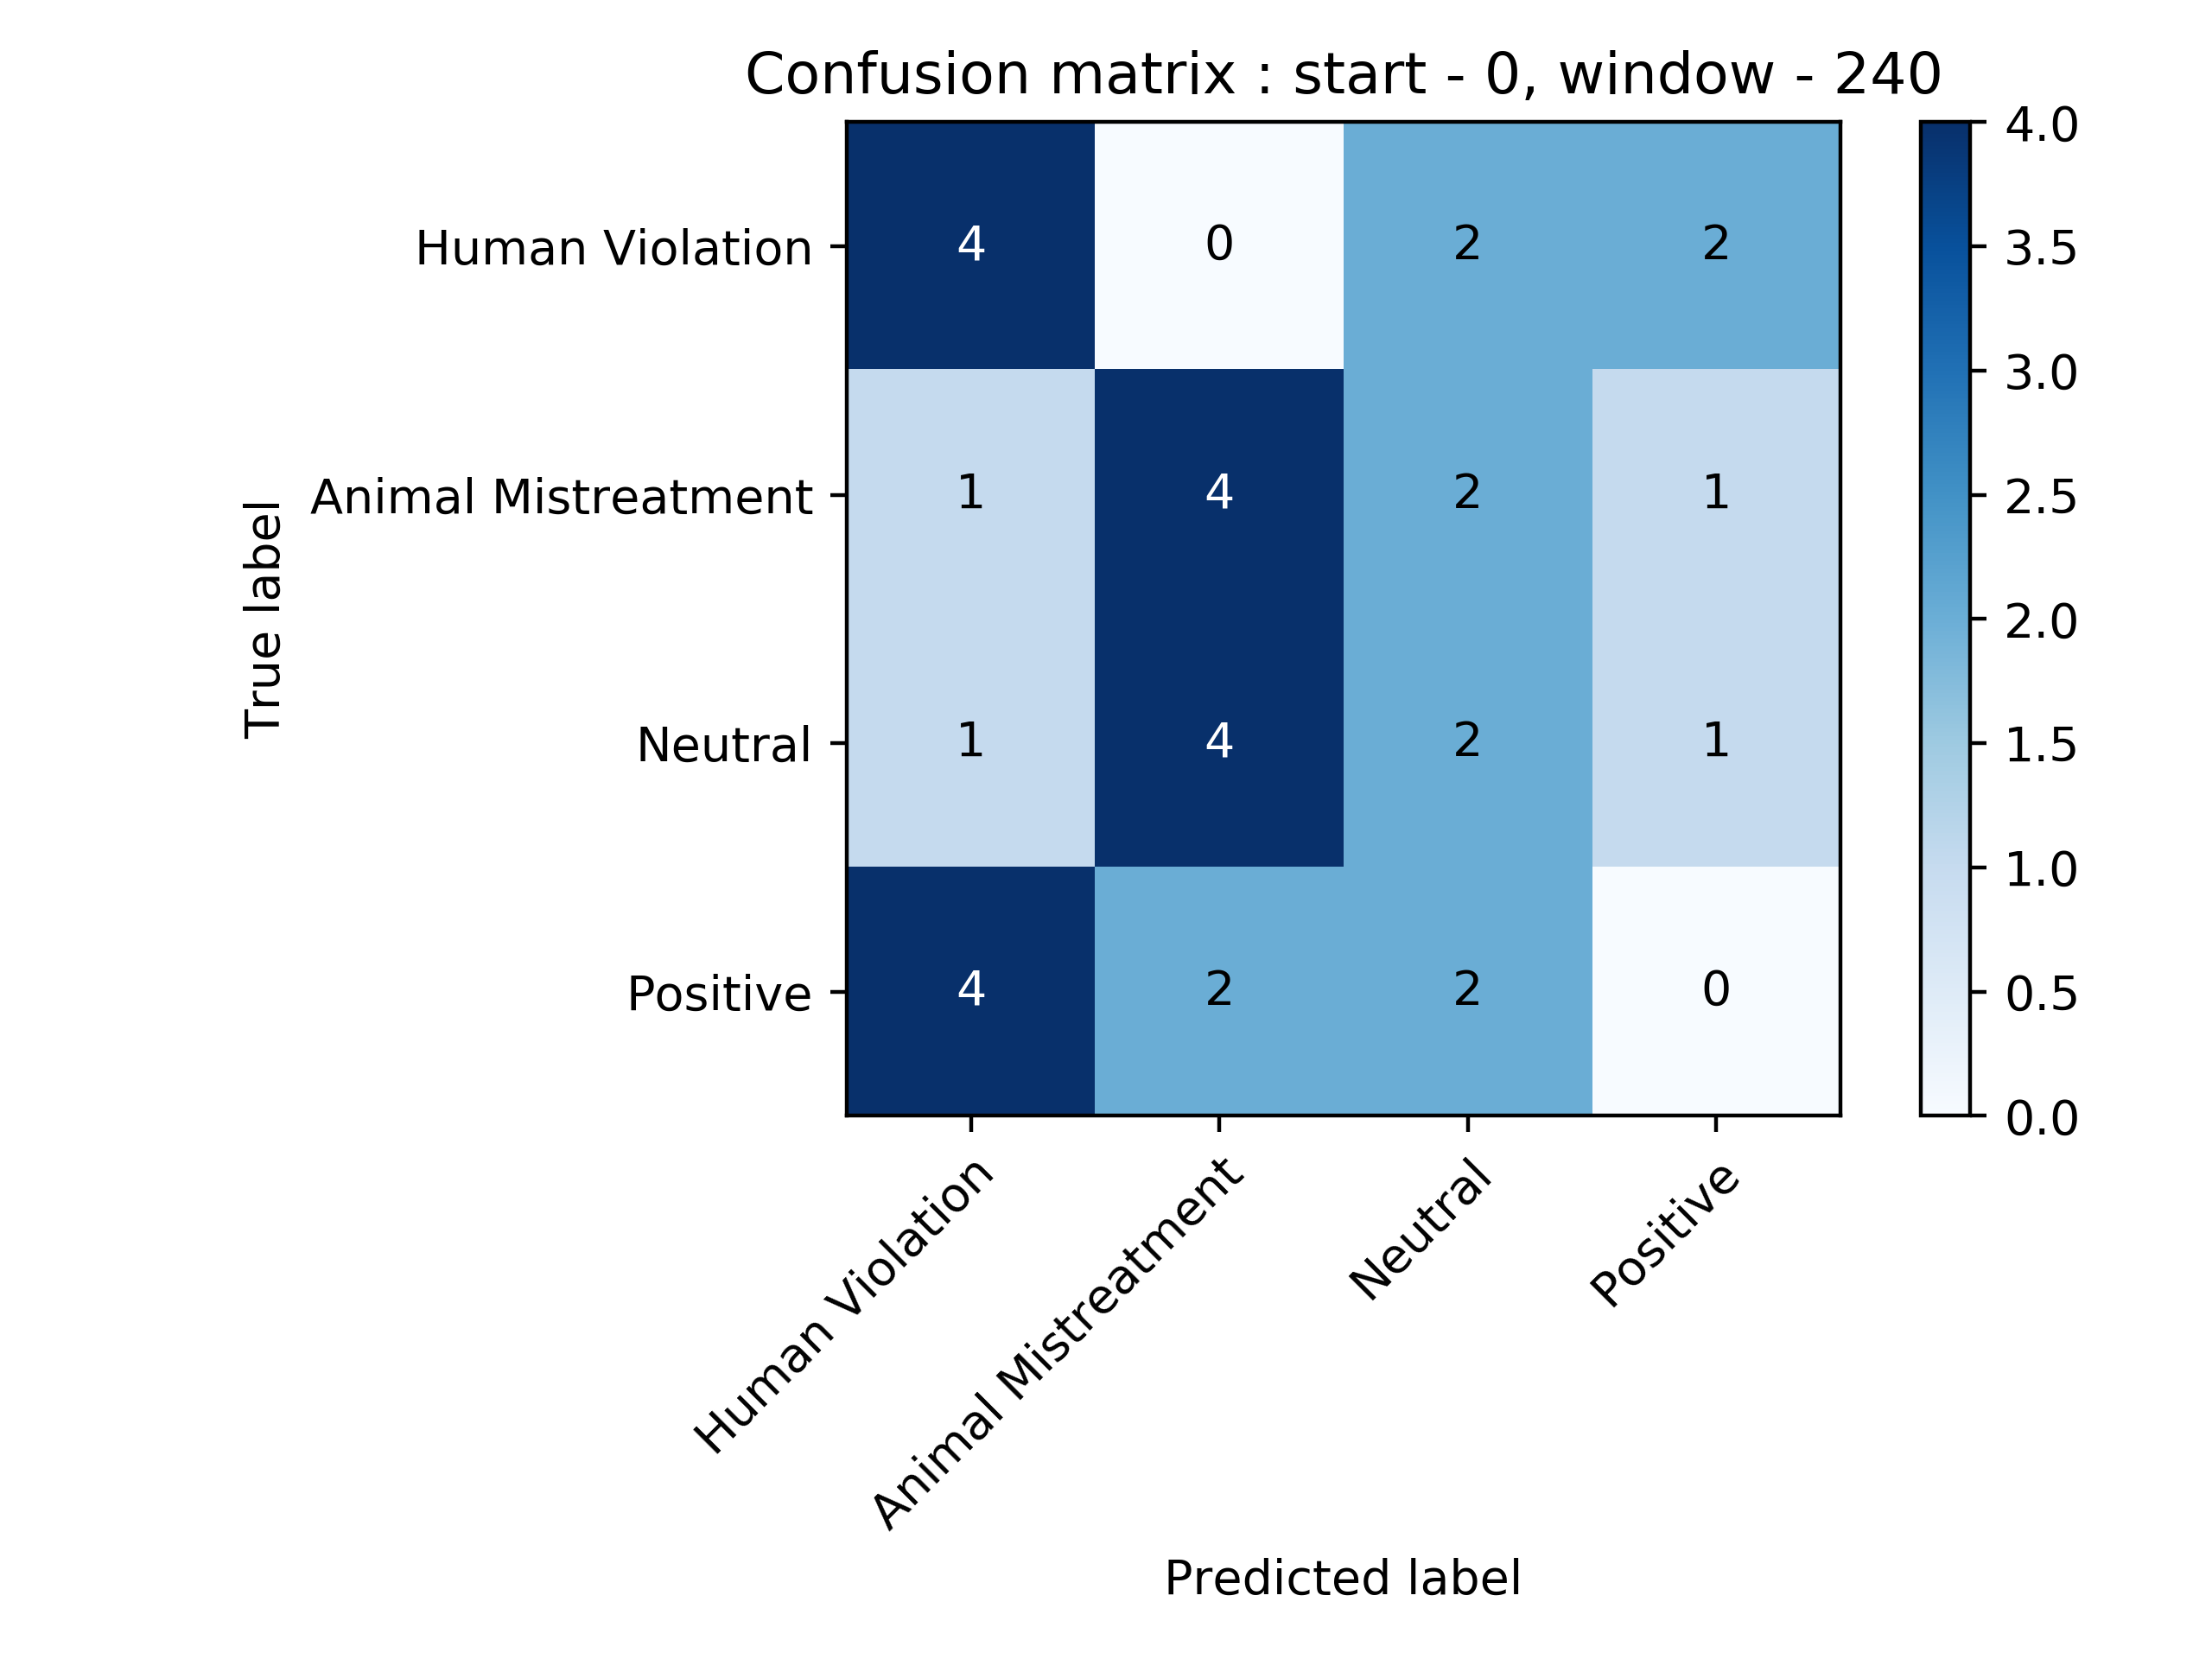 Confusion matrix : start - 0, window - 240
True label
Human Violation
4 0 2 2
Animal Mistreatment
1 4 2 1
Neutral
1 4 2 1
Positive
4 2 2 0
Human Violation
Animal Mistreatment
Neutral
Positive
Predicted label
4.0
3.5
3.0
2.5
2.0
1.5
1.0
0.5
0.0